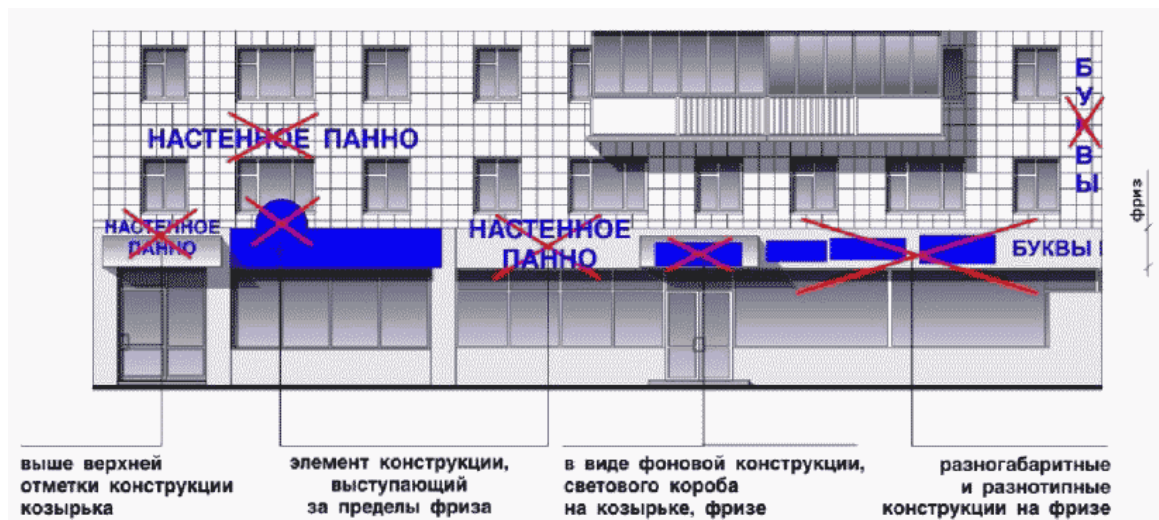 Б
У
К
В
Ы
НАСТЕННОЕ ПАННО
фриз
НАСТЕННОЕ
ПАННО
НАСТЕННОЕ
ПАННО
БУКВЫ
выше верхней
отметки конструкции
козырька
элемент конструкции,
выступающий
за пределы фриза
в виде фоновой конструкции,
светового короба
на козырьке, фризе
разногабаритные
и разнотипные
конструкции на фризе